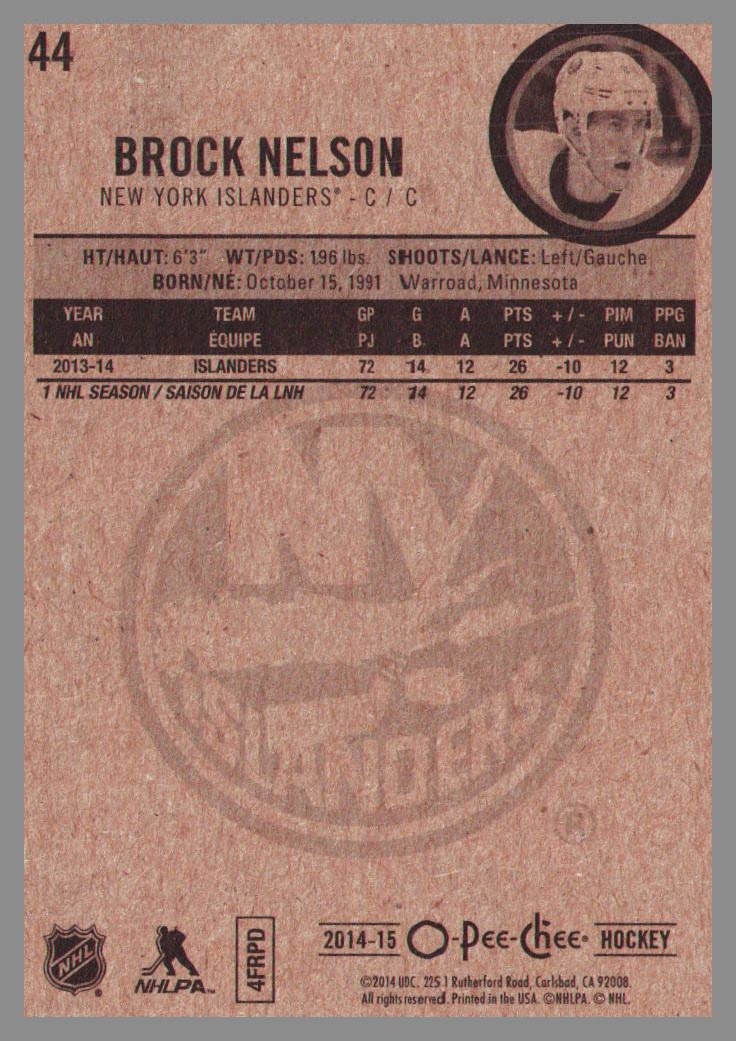 44
BROCK NELSON
NEW YORK ISLANDERS® - C / C
HT/HAUT: 6'3" WT/PDS: 196 lbs. SHOOTS/LANCE: Left/Gauche
BORN/NÉ: October 15, 1991 Warroad, Minnesota
YEAR TEAM GP G A PTS +/- PIM PPG
AN ÉQUIPE PJ B A PTS +/- PUN BAN
2013-14 ISLANDERS 72 14 12 26 -10 12 3
1 NHL SEASON / SAISON DE LA LNH 72 14 12 26 -10 12 3
NY
ISLANDERS
®
NHL ®
NHLPA™
4FRPD
2014-15 O-Pee-Chee® HOCKEY
©2014 UDC. 2251 Rutherford Road, Carlsbad, CA 92008.
All rights reserved. Printed in the USA. ©NHLPA. © NHL.